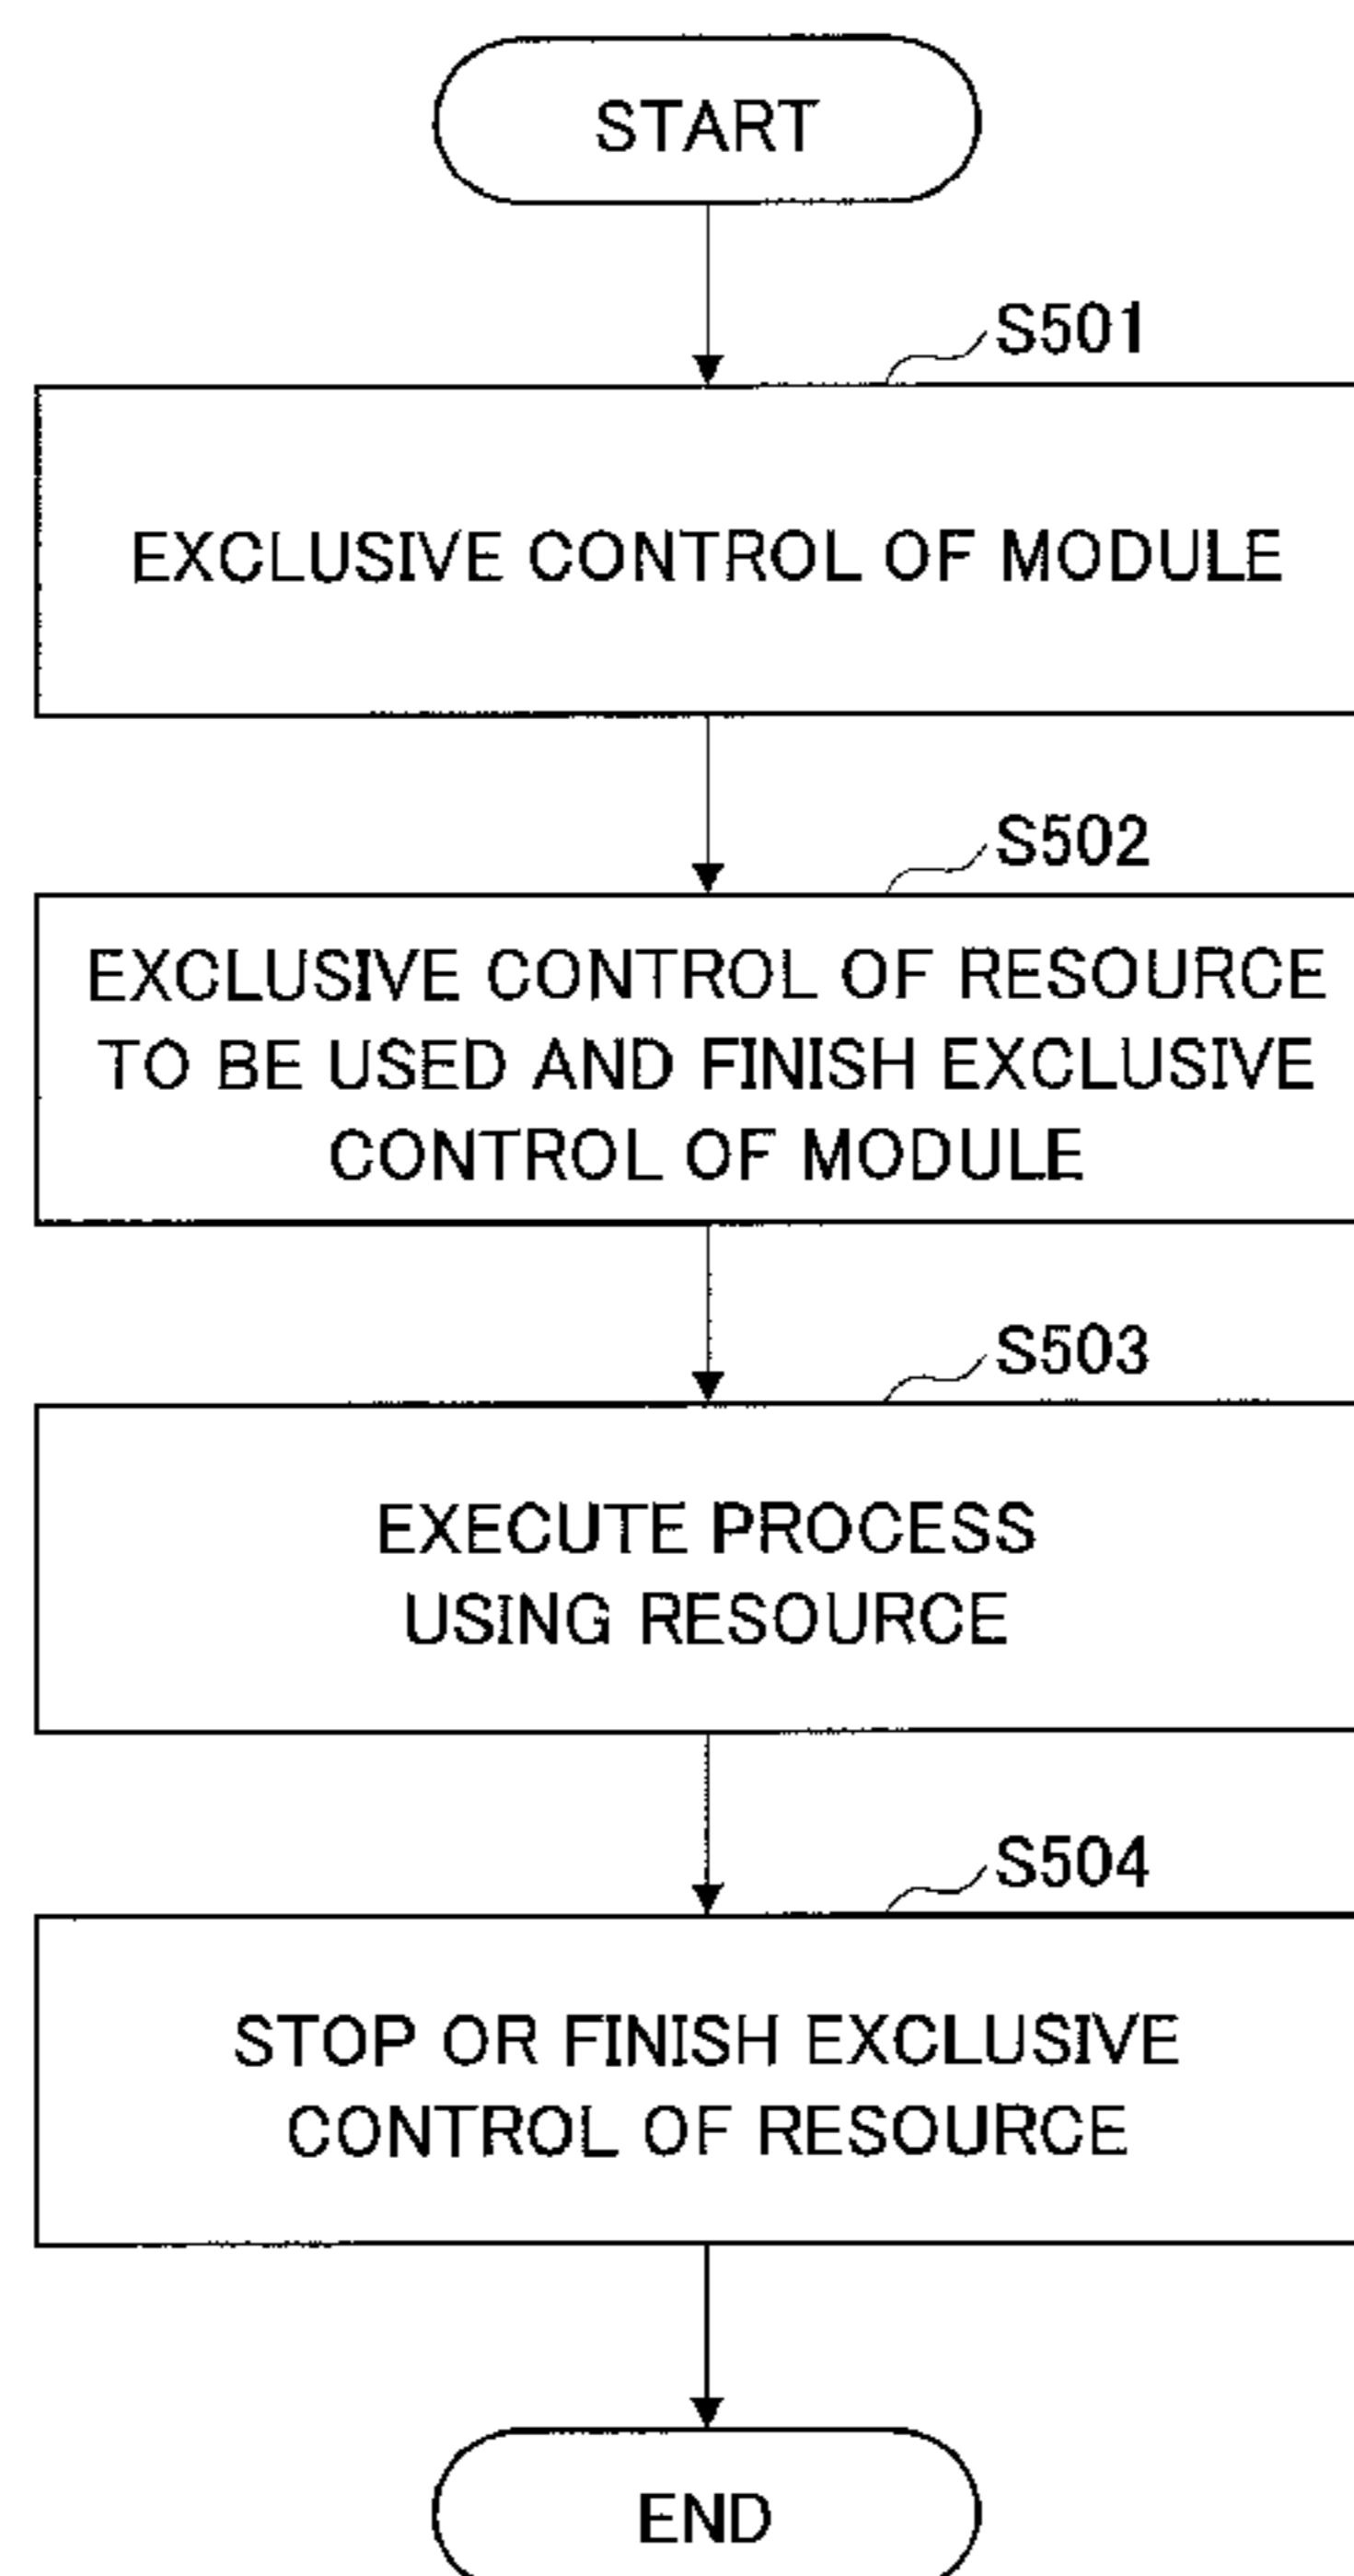 START
S501
EXCLUSIVE CONTROL OF MODULE
S502
EXCLUSIVE CONTROL OF RESOURCE
TO BE USED AND FINISH EXCLUSIVE
CONTROL OF MODULE
S503
EXECUTE PROCESS
USING RESOURCE
S504
STOP OR FINISH EXCLUSIVE
CONTROL OF RESOURCE
END